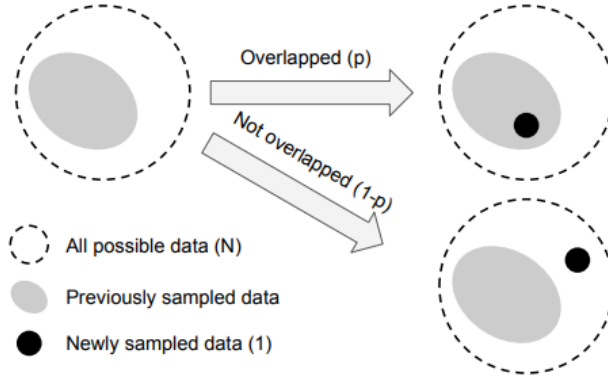 Overlapped (p)
Not overlapped (1-p)
All possible data (N)
Previously sampled data
Newly sampled data (1)